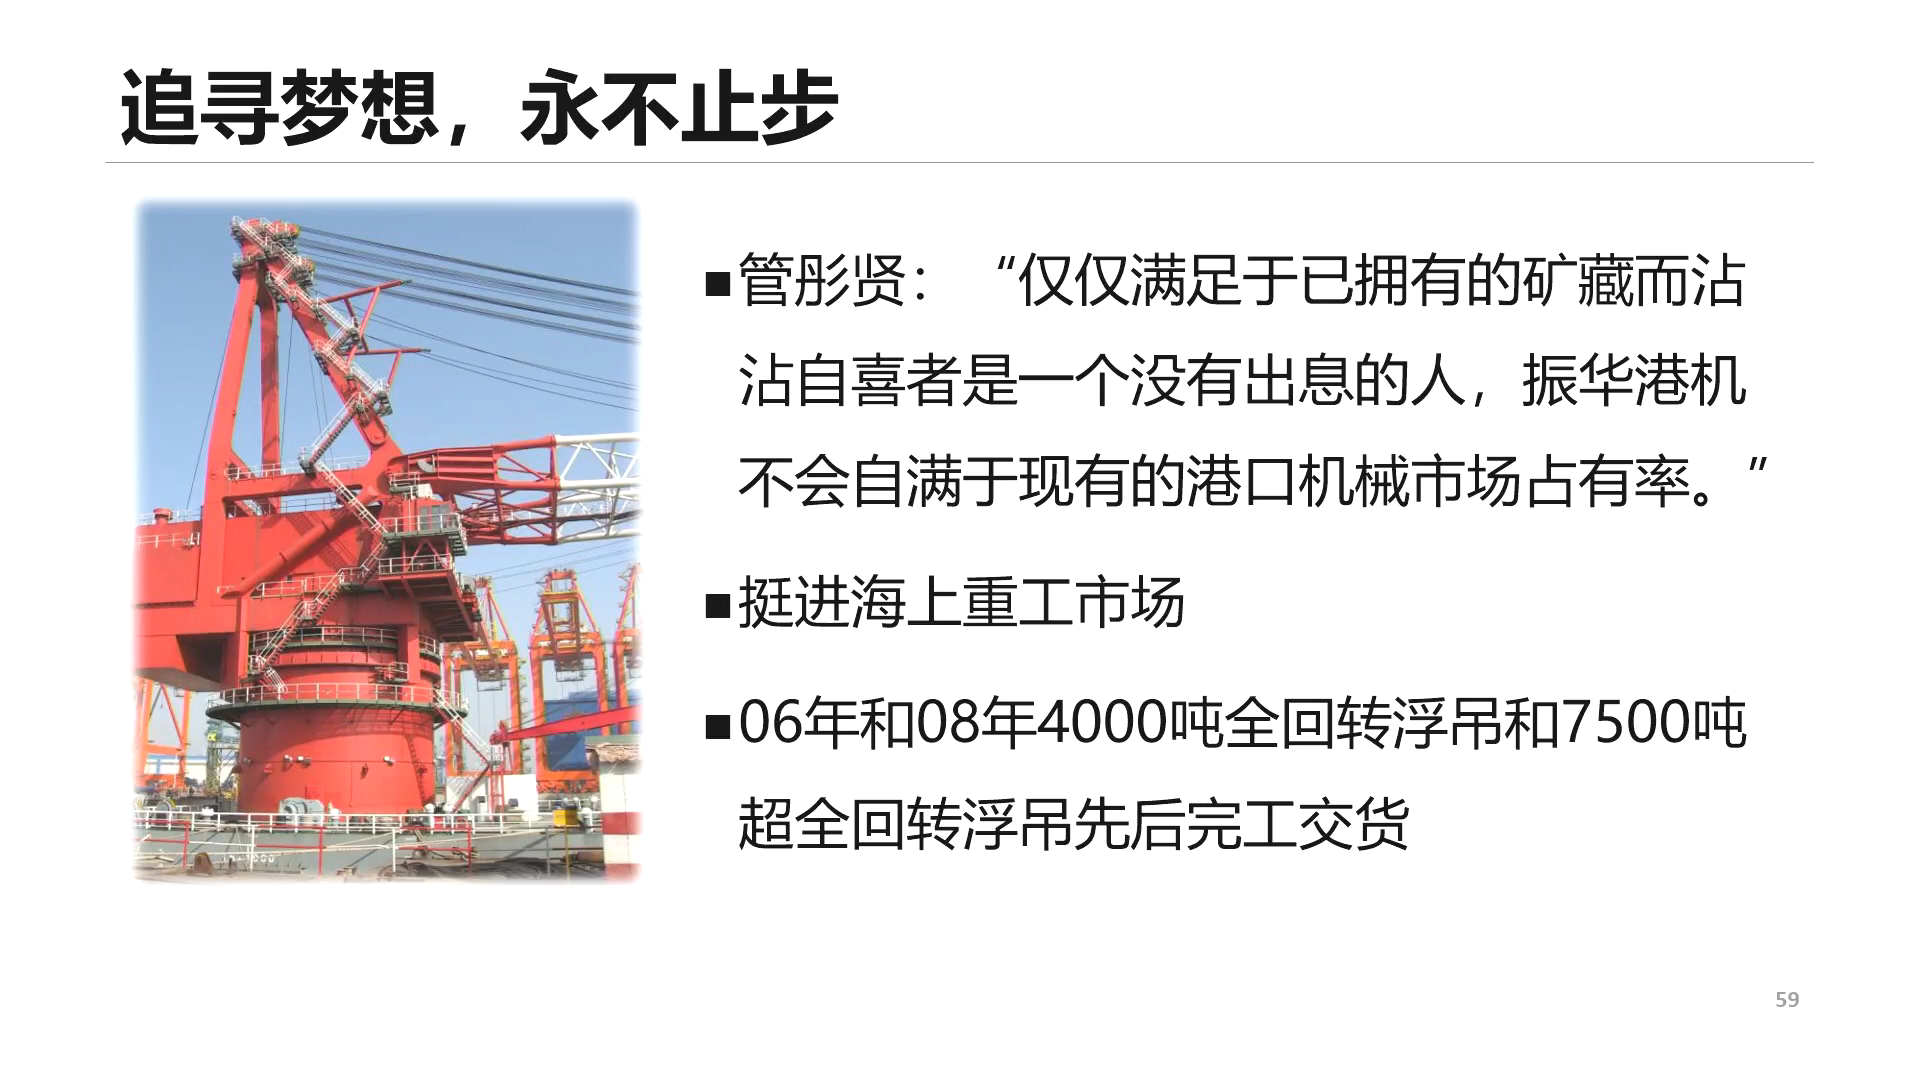 追寻梦想，永不止步
■管彤贤：“仅仅满足于已拥有的矿藏而沾
沾自喜者是一个没有出息的人，振华港机
不会自满于现有的港口机械市场占有率。”
■挺进海上重工市场
■06年和08年4000吨全回转浮吊和7500吨
超全回转浮吊先后完工交货
59